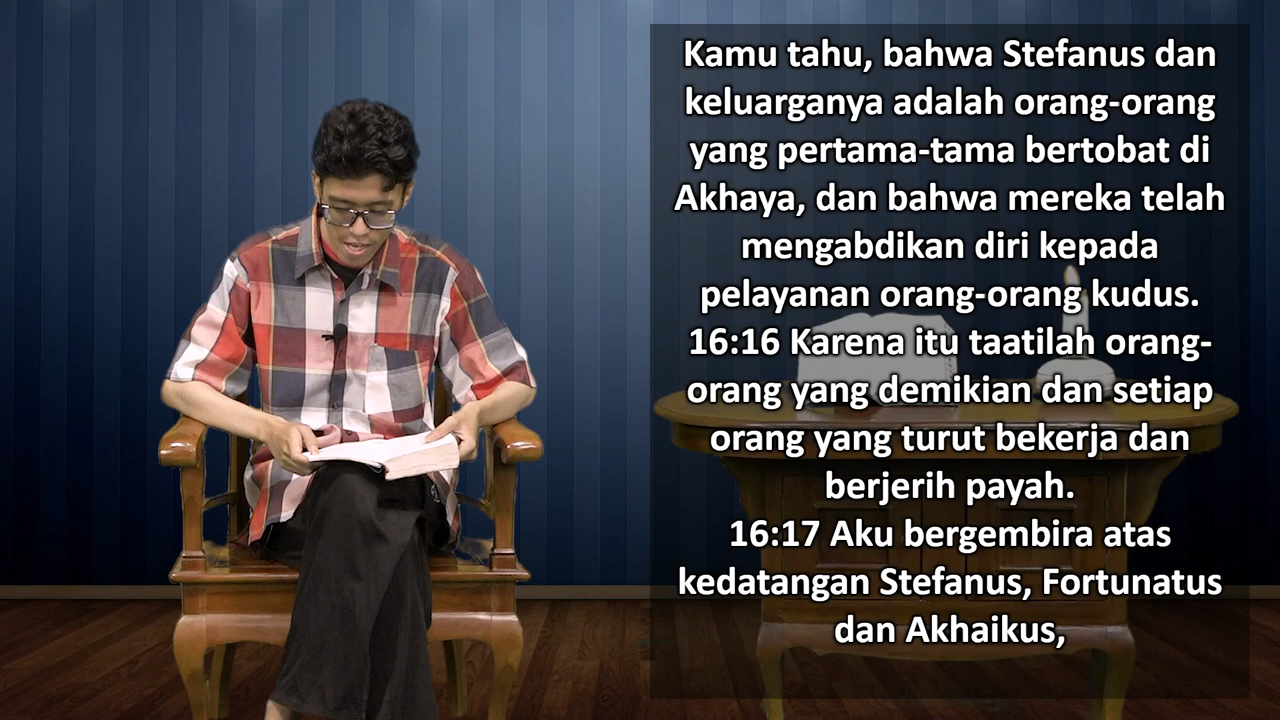 Kamu tahu, bahwa Stefanus dan
keluarganya adalah orang-orang
yang pertama-tama bertobat di
Akhaya, dan bahwa mereka telah
mengabdikan diri kepada
pelayanan orang-orang kudus.
16:16 Karena itu taatilah orang-
orang yang demikian dan setiap
orang yang turut bekerja dan
berjerih payah.
16:17 Aku bergembira atas
kedatangan Stefanus, Fortunatus
dan Akhaikus,